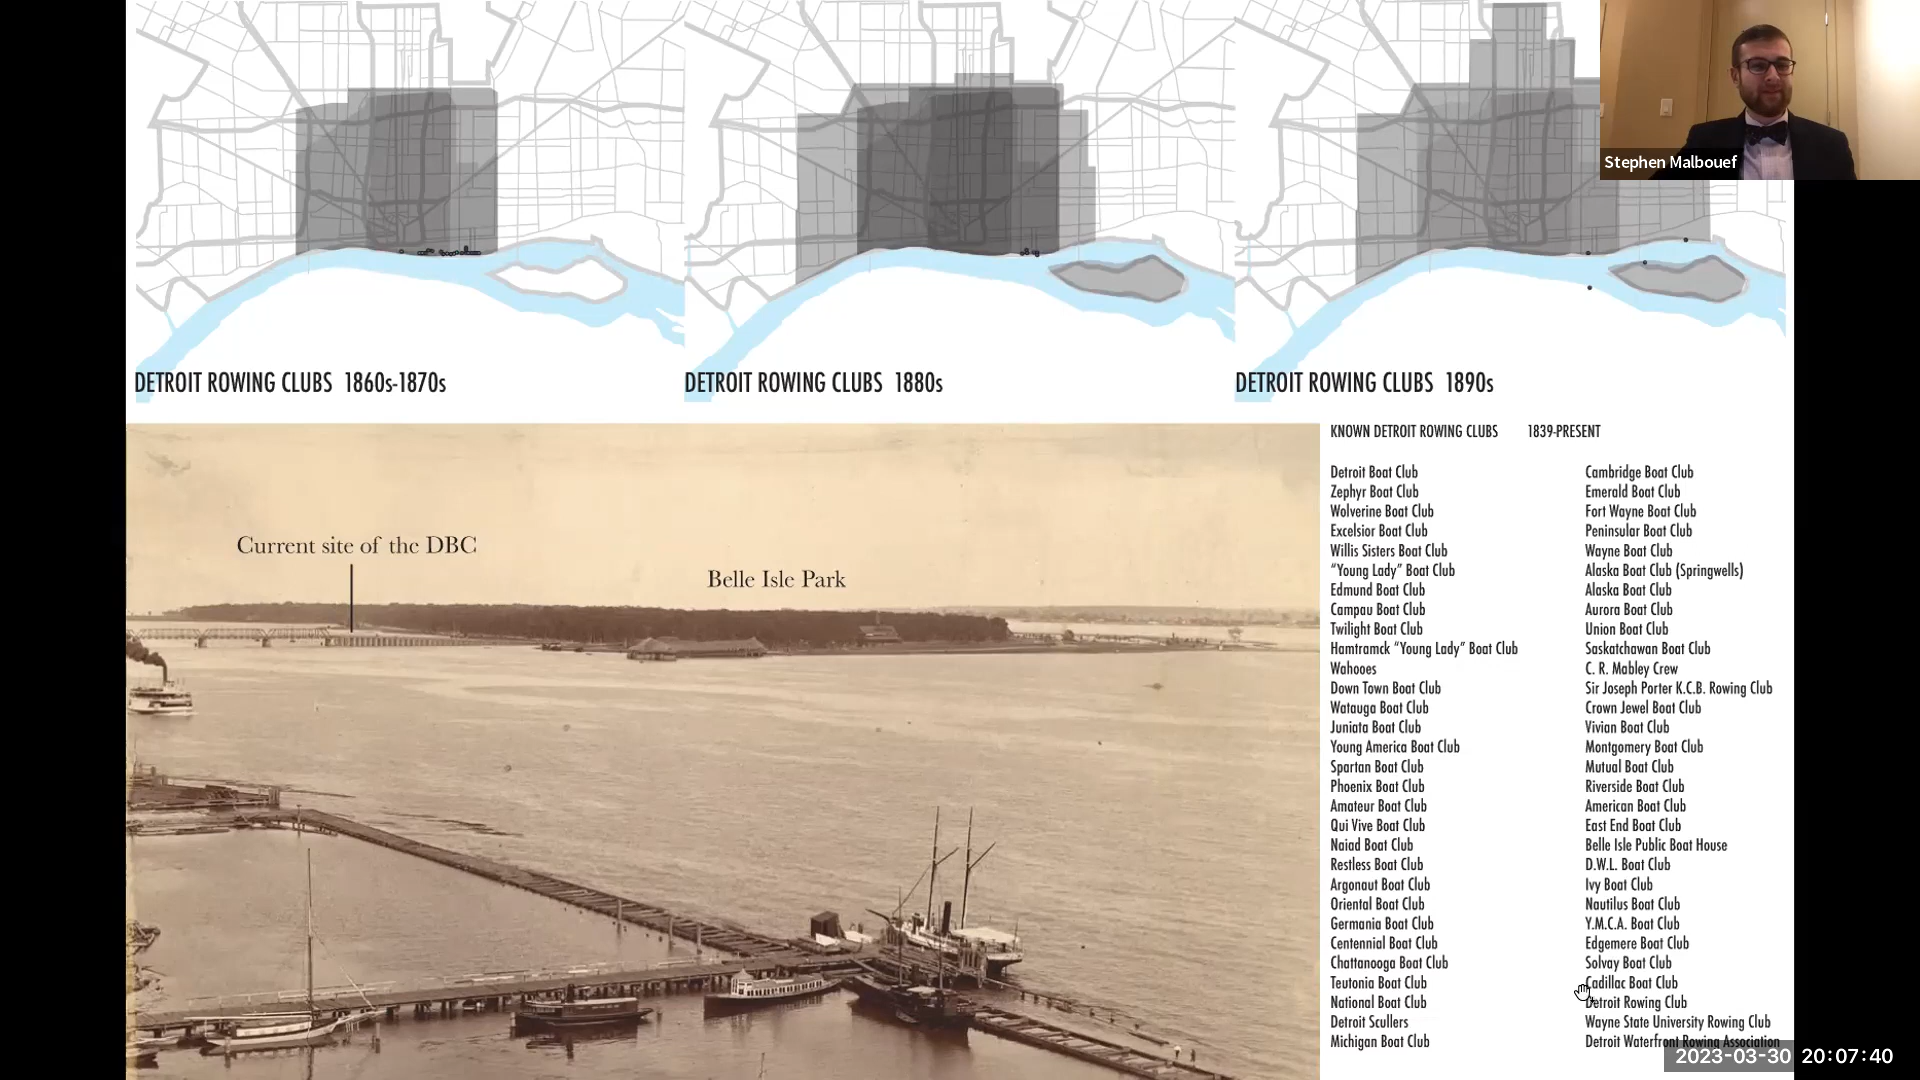 Stephen Malbouef
DETROIT ROWING CLUBS 1860s-1870s
DETROIT ROWING CLUBS 1880s
DETROIT ROWING CLUBS 1890s
Current site of the DBC
Belle Isle Park
KNOWN DETROIT ROWING CLUBS 1839-PRESENT
Detroit Boat Club
Zephyr Boat Club
Wolverine Boat Club
Excelsior Boat Club
Willis Sisters Boat Club
“Young Lady” Boat Club
Edmund Boat Club
Campau Boat Club
Twilight Boat Club
Hamtramck “Young Lady” Boat Club
Wahooes
Down Town Boat Club
Watauga Boat Club
Juniata Boat Club
Young America Boat Club
Spartan Boat Club
Phoenix Boat Club
Amateur Boat Club
Qui Vive Boat Club
Naiad Boat Club
Restless Boat Club
Argonaut Boat Club
Oriental Boat Club
Germania Boat Club
Centennial Boat Club
Chattanooga Boat Club
Teutonia Boat Club
National Boat Club
Detroit Scullers
Michigan Boat Club
Cambridge Boat Club
Emerald Boat Club
Fort Wayne Boat Club
Peninsular Boat Club
Wayne Boat Club
Alaska Boat Club (Springwells)
Alaska Boat Club
Aurora Boat Club
Union Boat Club
Saskatchawan Boat Club
C. R. Mabley Crew
Sir Joseph Porter K.C.B. Rowing Club
Crown Jewel Boat Club
Vivian Boat Club
Montgomery Boat Club
Mutual Boat Club
Riverside Boat Club
American Boat Club
East End Boat Club
Belle Isle Public Boat House
D.W.L. Boat Club
Ivy Boat Club
Nautilus Boat Club
Y.M.C.A. Boat Club
Edgemere Boat Club
Solvay Boat Club
Cadillac Boat Club
Detroit Rowing Club
Wayne State University Rowing Club
Detroit Waterfront Rowing Association
2023-03-30 20:07:40